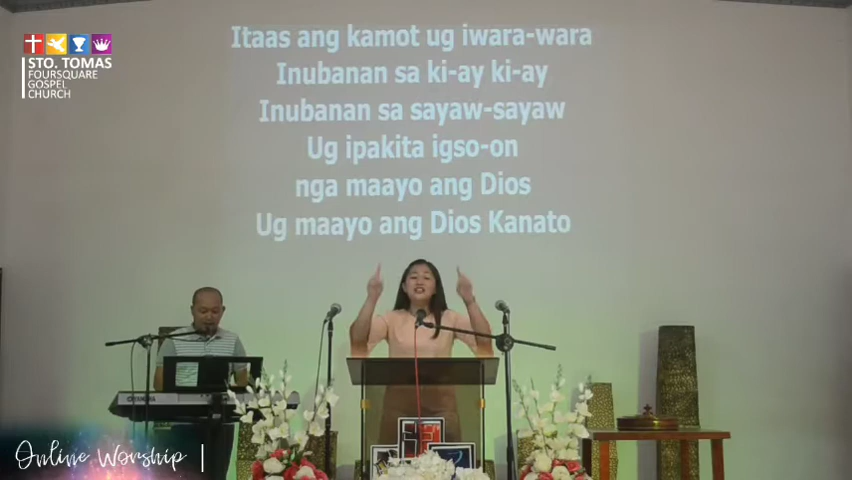 STO. TOMAS
FOURSQUARE
GOSPEL
CHURCH
Itaas ang kamot ug iwara-wara
Inubanan sa ki-ay ki-ay
Inubanan sa sayaw-sayaw
Ug ipakita igso-on
nga maayo ang Dios
Ug maayo ang Dios Kanato
YAMAHA
Online Worship